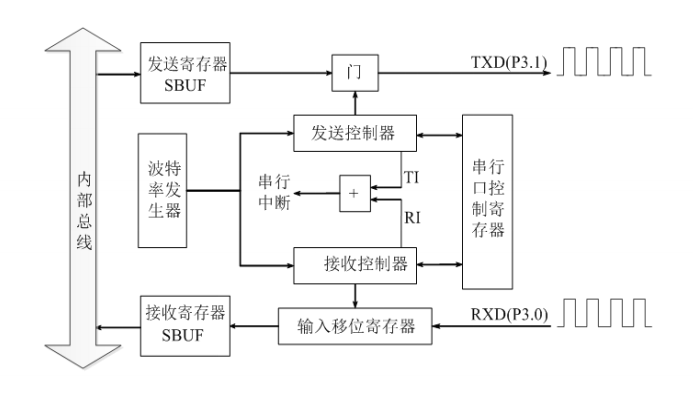 发送寄存器
SBUF
门
TXD(P3.1)
发送控制器
内
部
总
线
波特
率发
生器
串行
中断
+
TI
RI
串行
口控
制寄
存器
接收控制器
接收寄存器
SBUF
输入移位寄存器
RXD(P3.0)